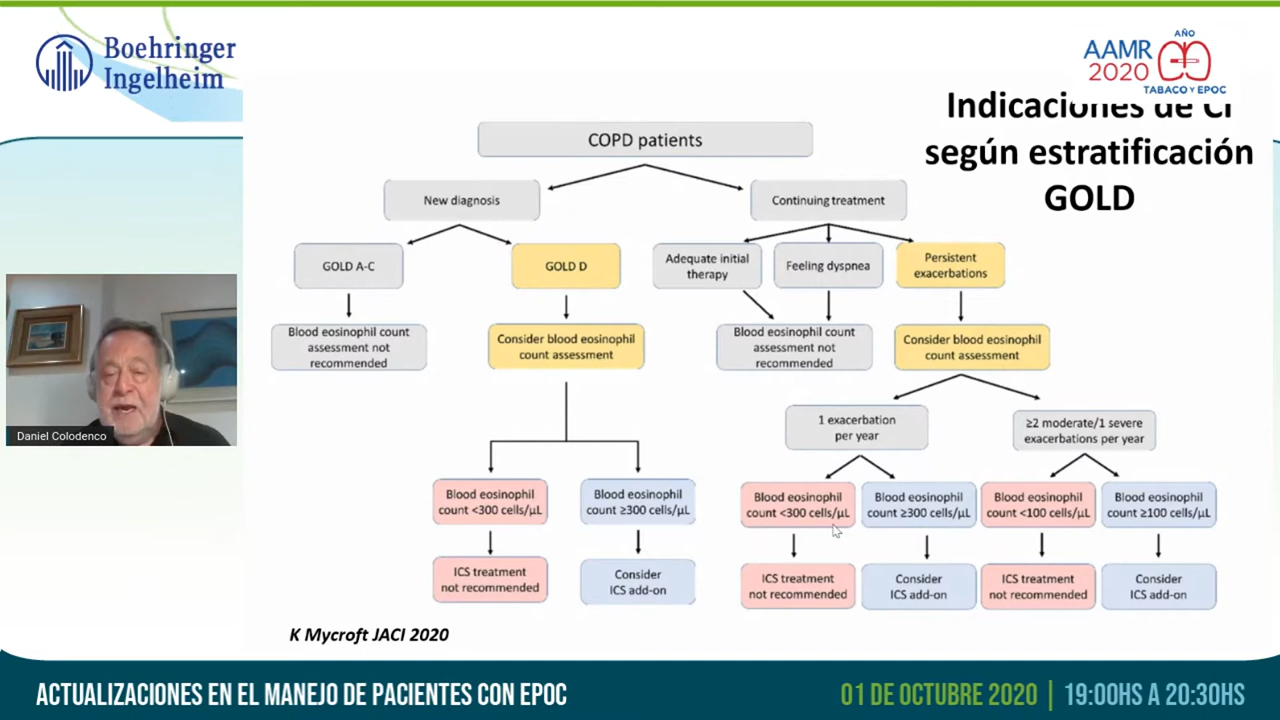 Boehringer
Ingelheim
AÑO
AAMR
2020
TABACO Y EPOC
Indicaciones de CI
según estratificación
GOLD
COPD patients
New diagnosis
Continuing treatment
GOLD A-C
GOLD D
Adequate initial
therapy
Feeling dyspnea
Persistent
exacerbations
Blood eosinophil count
assessment not
recommended
Consider blood eosinophil
count assessment
Blood eosinophil count
assessment not
recommended
Consider blood eosinophil
count assessment
1 exacerbation
per year
≥2 moderate/1 severe
exacerbations per year
Blood eosinophil
count <300 cells/µL
Blood eosinophil
count ≥300 cells/µL
Blood eosinophil
count <300 cells/µL
Blood eosinophil
count ≥300 cells/µL
Blood eosinophil
count <100 cells/µL
Blood eosinophil
count ≥100 cells/µL
ICS treatment
not recommended
Consider
ICS add-on
ICS treatment
not recommended
Consider
ICS add-on
ICS treatment
not recommended
Consider
ICS add-on
Daniel Colodenco
K Mycroft JACI 2020
ACTUALIZACIONES EN EL MANEJO DE PACIENTES CON EPOC
01 DE OCTUBRE 2020 | 19:00HS A 20:30HS